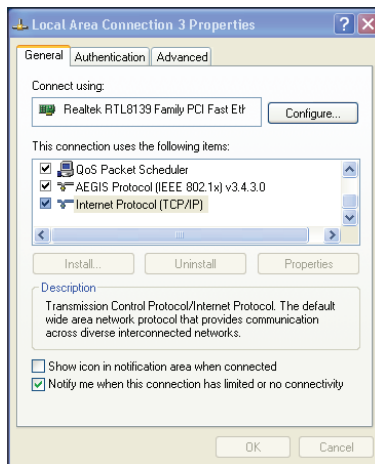 Local Area Connection 3 Properties
General Authentication Advanced
Connect using:
Realtek RTL8139 Family PCI Fast Eth
Configure...
This connection uses the following items:
QoS Packet Scheduler
AEGIS Protocol (IEEE 802.1x) v3.4.3.0
Internet Protocol (TCP/IP)
Install... Uninstall Properties
Description
Transmission Control Protocol/Internet Protocol. The default
wide area network protocol that provides communication
across diverse interconnected networks.
Show icon in notification area when connected
Notify me when this connection has limited or no connectivity
OK Cancel